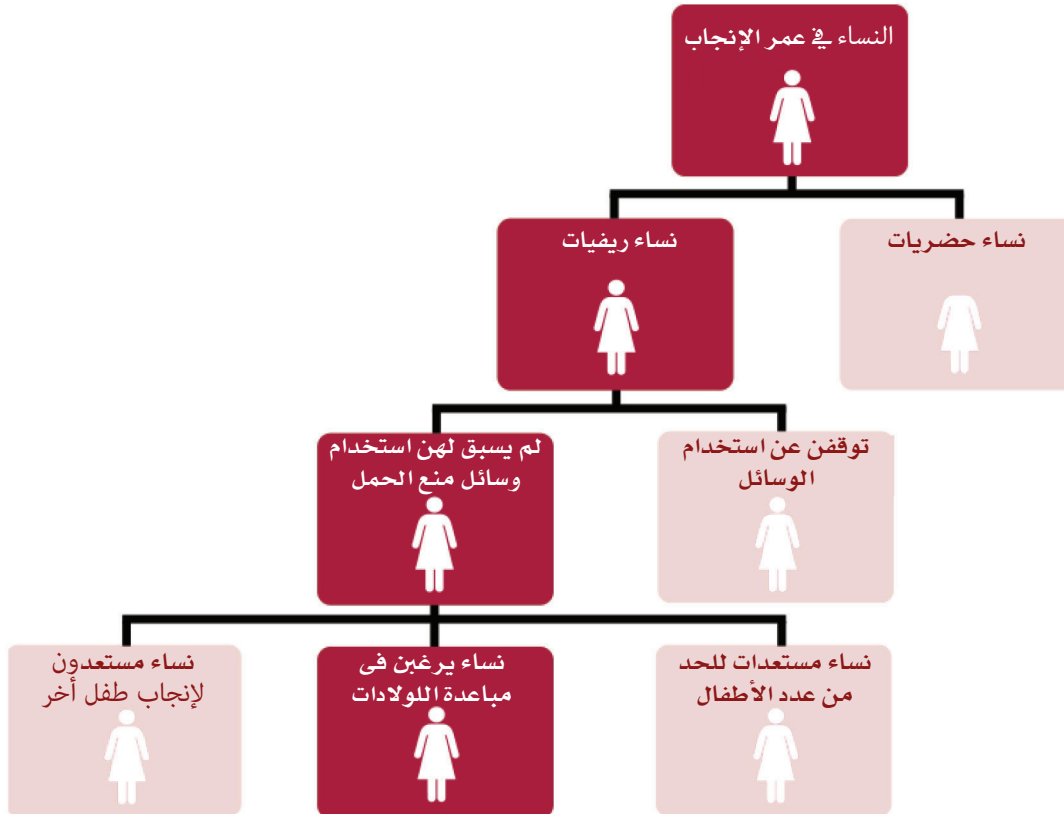 النساء في عمر الإنجاب
نساء حضريات
نساء ريفيات
توقفن عن استخدام
الوسائل
لم يسبق لهن استخدام
وسائل منع الحمل
نساء مستعدات للحد
من عدد الأطفال
نساء يرغبن فى
مباعدة اللولادات
نساء مستعدون
لإنجاب طفل أخر